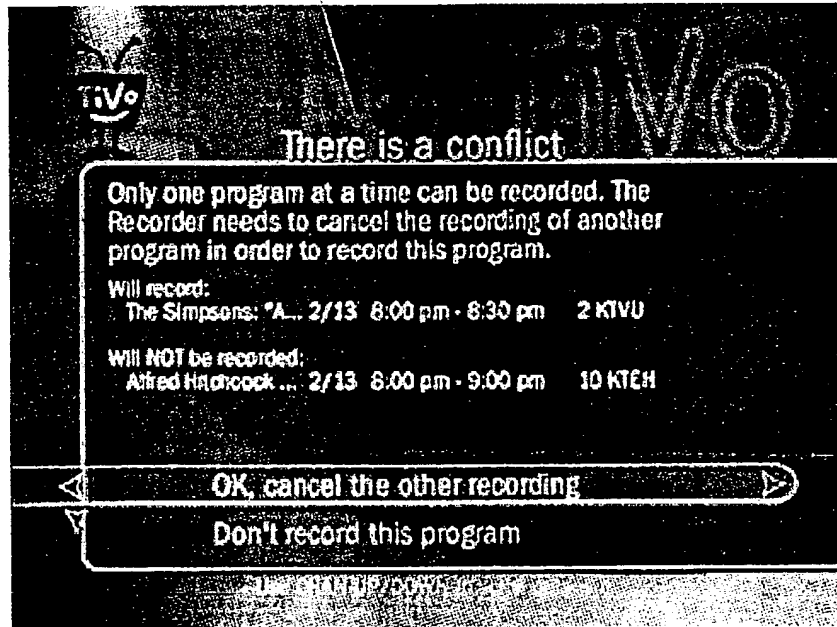 TiVo
TiVo
There is a conflict
Only one program at a time can be recorded. The
Recorder needs to cancel the recording of another
program in order to record this program.
Will record:
The Simpsons: "A... 2/13 8:00 pm - 8:30 pm 2 KTVU
Will NOT be recorded:
Alfred Hitchcock ... 2/13 8:00 pm - 9:00 pm 10 KTEH
OK, cancel the other recording
Don't record this program
CHAN UP/DOWN